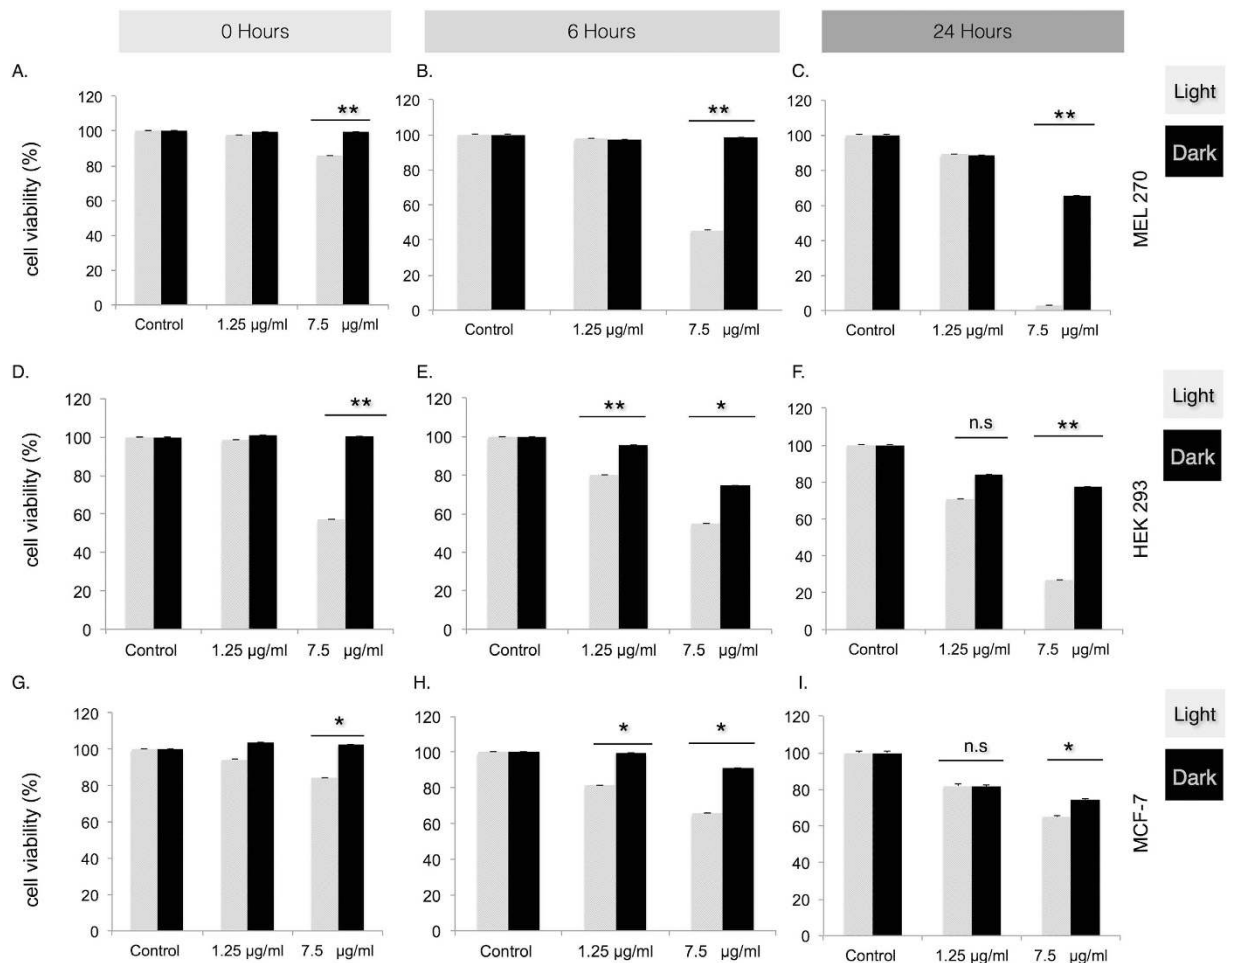 0 Hours
6 Hours
24 Hours
A.
B.
C.
Light
Dark
MEL 270
cell viability (%)
120
100
80
60
40
20
0
**
Control
1.25 µg/ml
7.5 µg/ml
120
100
80
60
40
20
0
**
Control
1.25 µg/ml
7.5 µg/ml
120
100
80
60
40
20
0
**
Control
1.25 µg/ml
7.5 µg/ml
D.
E.
F.
Light
Dark
HEK 293
cell viability (%)
120
100
80
60
40
20
0
**
Control
1.25 µg/ml
7.5 µg/ml
120
100
80
60
40
20
0
**
*
Control
1.25 µg/ml
7.5 µg/ml
120
100
80
60
40
20
0
n.s
**
Control
1.25 µg/ml
7.5 µg/ml
G.
H.
I.
Light
Dark
MCF-7
cell viability (%)
120
100
80
60
40
20
0
*
Control
1.25 µg/ml
7.5 µg/ml
120
100
80
60
40
20
0
*
*
Control
1.25 µg/ml
7.5 µg/ml
120
100
80
60
40
20
0
n.s
*
Control
1.25 µg/ml
7.5 µg/ml